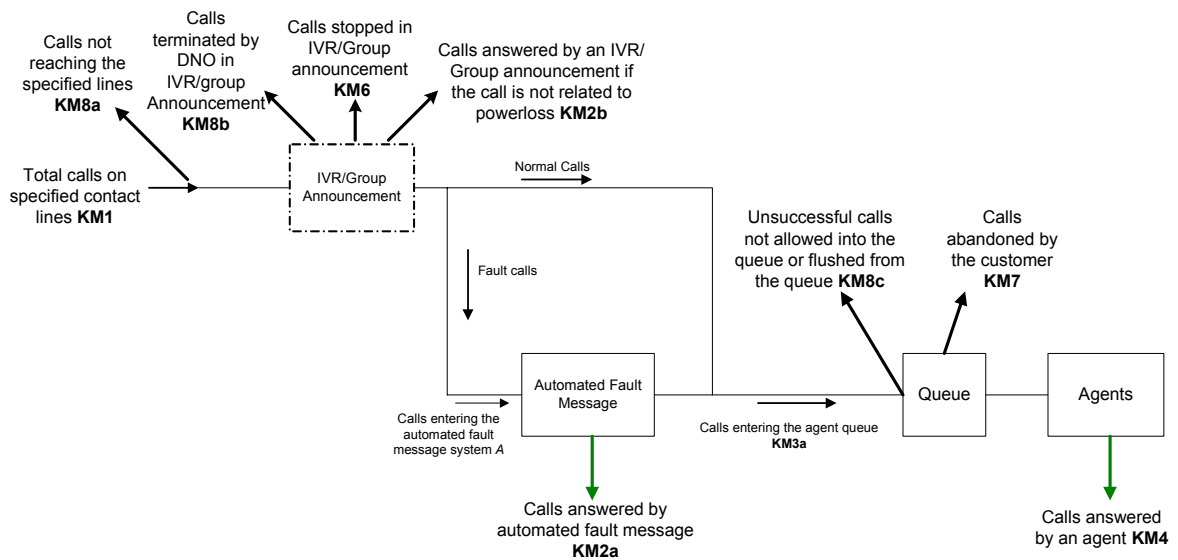 Calls not
reaching the
specified lines
KM8a
Calls
terminated by
DNO in
IVR/group
Announcement
KM8b
Calls stopped in
IVR/Group
announcement
KM6
Calls answered by an IVR/
Group announcement if
the call is not related to
powerloss KM2b
Total calls on
specified contact
lines KM1
IVR/Group
Announcement
Normal Calls
Fault calls
Unsuccessful calls
not allowed into the
queue or flushed from
the queue KM8c
Calls
abandoned by
the customer
KM7
Calls entering the
automated fault
message system A
Automated Fault
Message
Calls entering the agent queue
KM3a
Queue
Agents
Calls answered by
automated fault message
KM2a
Calls answered
by an agent KM4